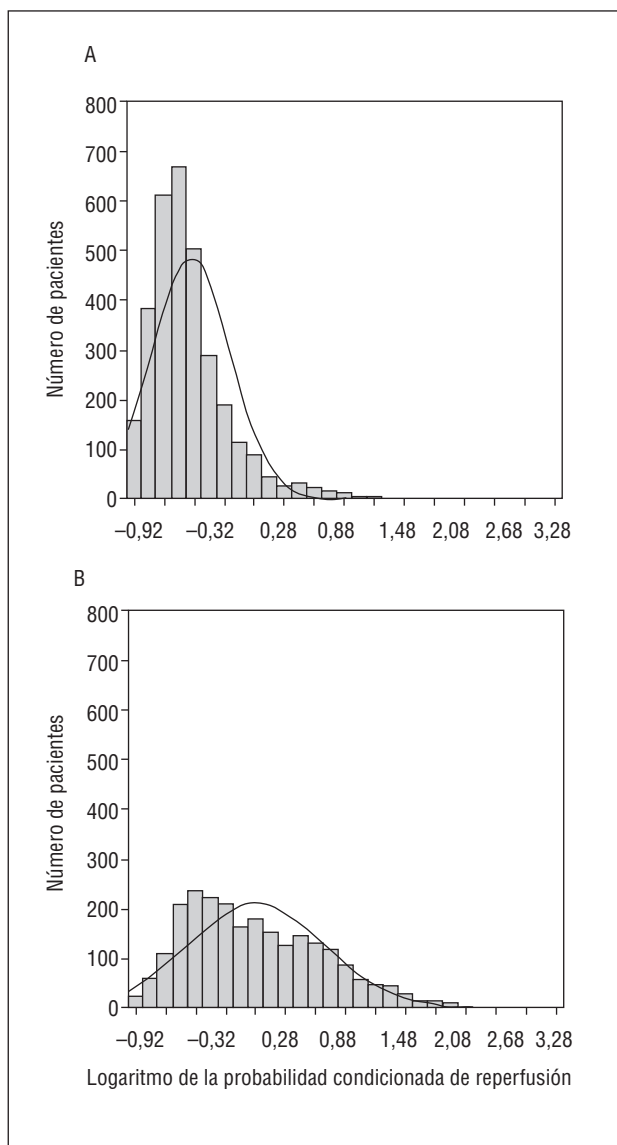 A
800
700
600
500
400
300
200
100
0
Número de pacientes
–0,92 –0,32 0,28 0,88 1,48 2,08 2,68 3,28
B
800
700
600
500
400
300
200
100
0
Número de pacientes
–0,92 –0,32 0,28 0,88 1,48 2,08 2,68 3,28
Logaritmo de la probabilidad condicionada de reperfusión